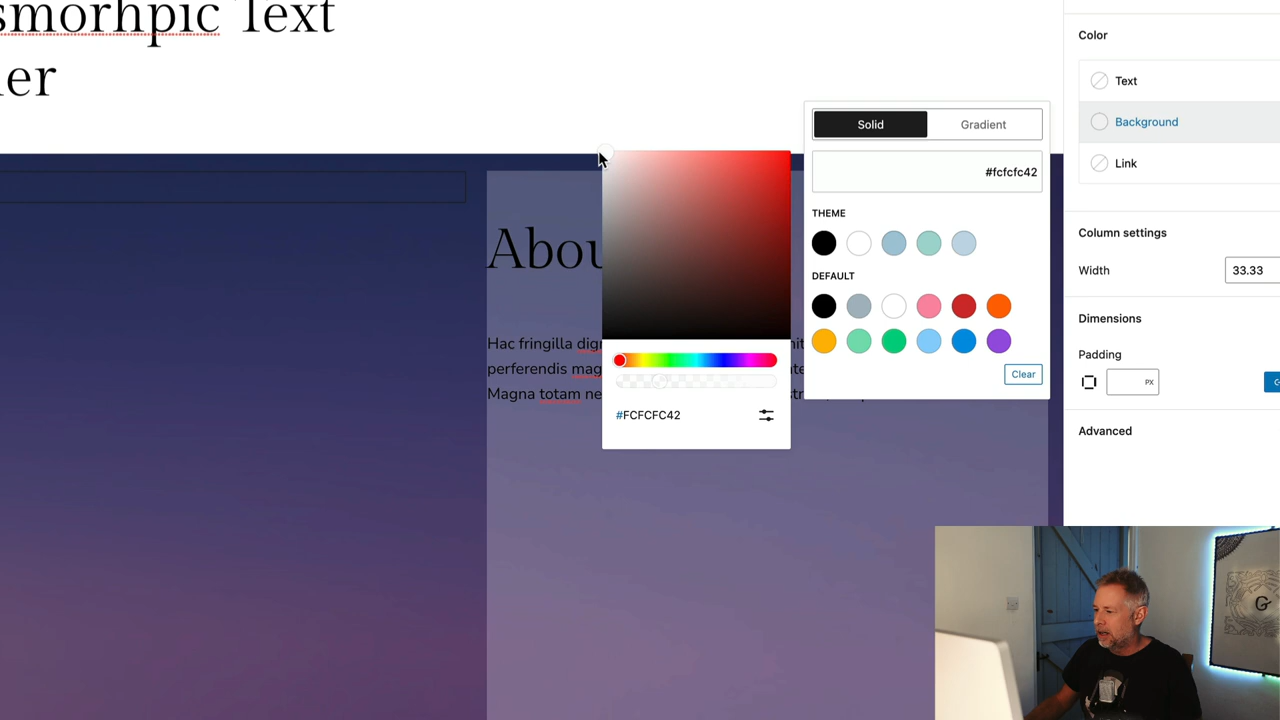 smorhpic Text
er
Color
Text
Background
Link
Solid
Gradient
#fcfcfc42
THEME
DEFAULT
Clear
Column settings
Width
33.33
Dimensions
Padding
PX
Advanced
Abou
Hac fringilla dign
perferendis mag
Magna totam ne
#FCFCFC42